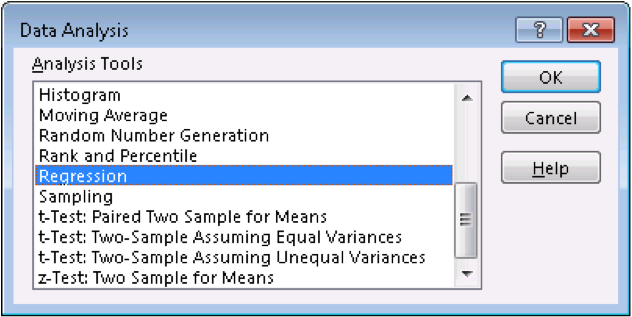 Data Analysis
?
Analysis Tools
Histogram
Moving Average
Random Number Generation
Rank and Percentile
Regression
Sampling
t-Test: Paired Two Sample for Means
t-Test: Two-Sample Assuming Equal Variances
t-Test: Two-Sample Assuming Unequal Variances
z-Test: Two Sample for Means
OK
Cancel
Help